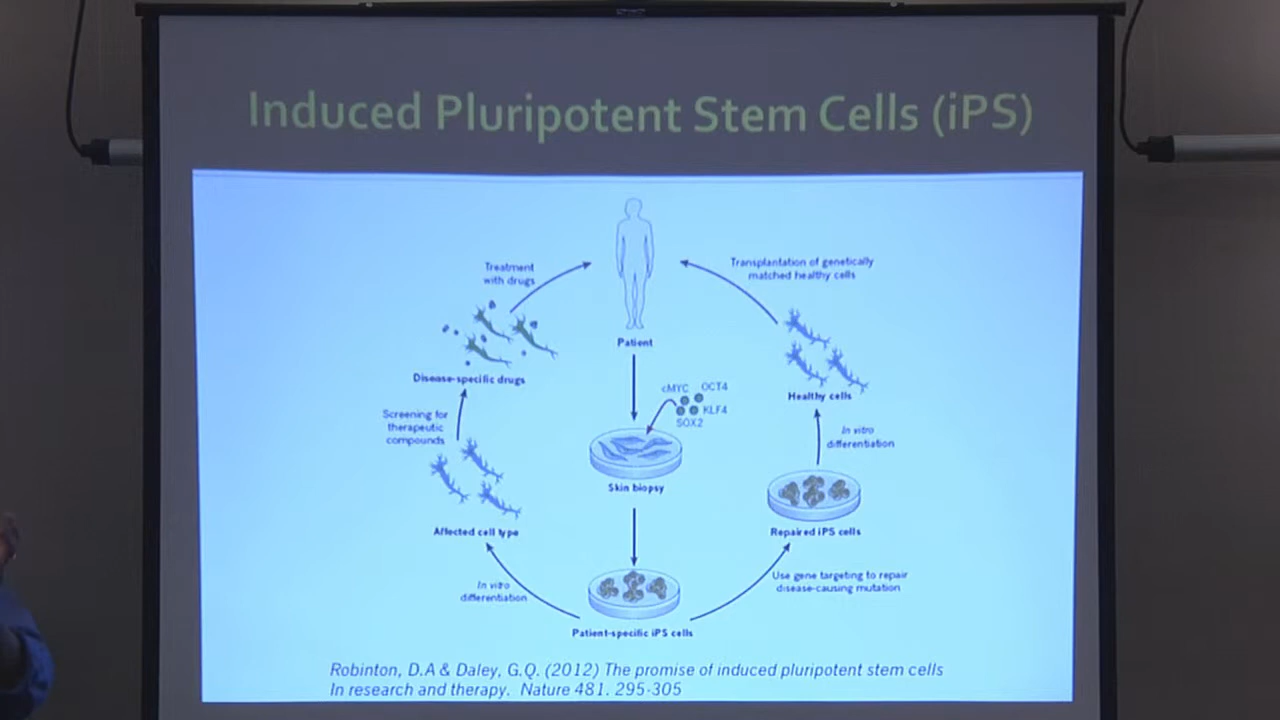 Induced Pluripotent Stem Cells (iPS)
Treatment
with drugs
Transplantation of genetically
matched healthy cells
Patient
Disease-specific drugs
cMYC OCT4
KLF4
SOX2
Healthy cells
Screening for
therapeutic
compounds
In vitro
differentiation
Skin biopsy
Affected cell type
Repaired iPS cells
In vitro
differentiation
Use gene targeting to repair
disease-causing mutation
Patient-specific iPS cells
Robinton, D.A & Daley, G.Q. (2012) The promise of induced pluripotent stem cells
In research and therapy. Nature 481. 295-305